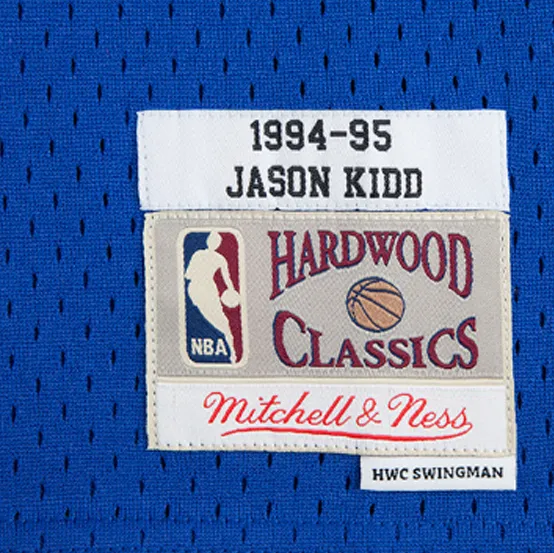 1994-95
JASON KIDD
HARDWOOD
CLASSICS
NBA
Mitchell & Ness
HWC SWINGMAN